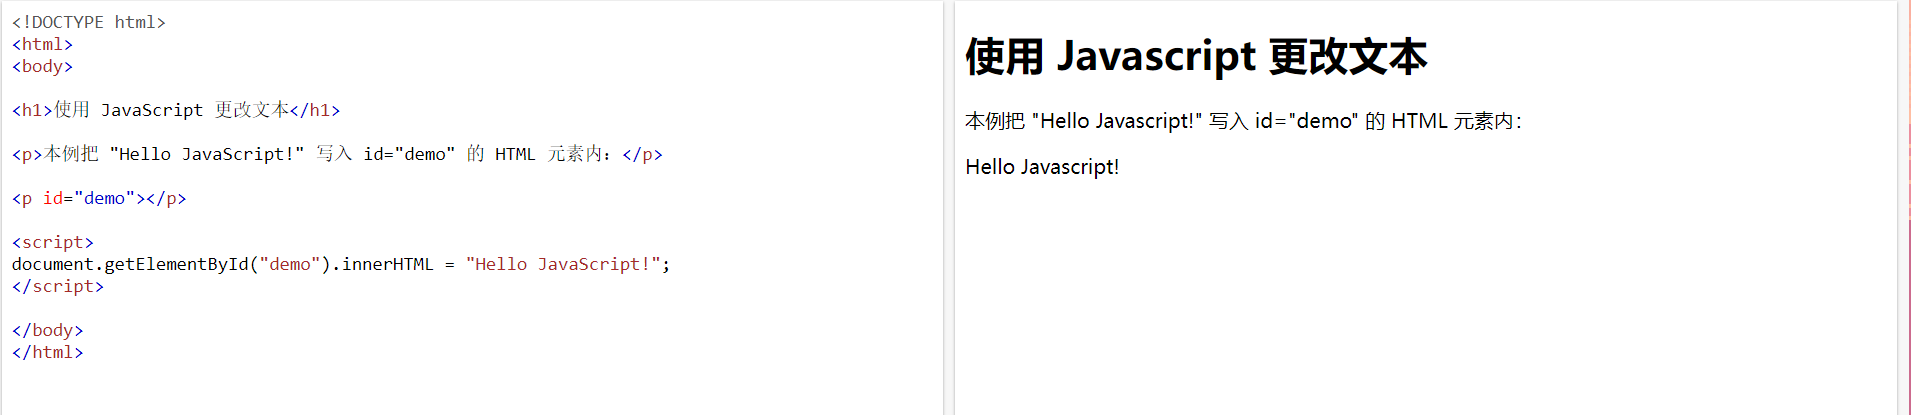 <!DOCTYPE html>
<html>
<body>
<h1>使用 JavaScript 更改文本</h1>
<p>本例把 "Hello JavaScript!" 写入 id="demo" 的 HTML 元素内：</p>
<p id="demo"></p>
<script>
document.getElementById("demo").innerHTML = "Hello JavaScript!";
</script>
</body>
</html>
使用 Javascript 更改文本
本例把 "Hello Javascript!" 写入 id="demo" 的 HTML 元素内：
Hello Javascript!